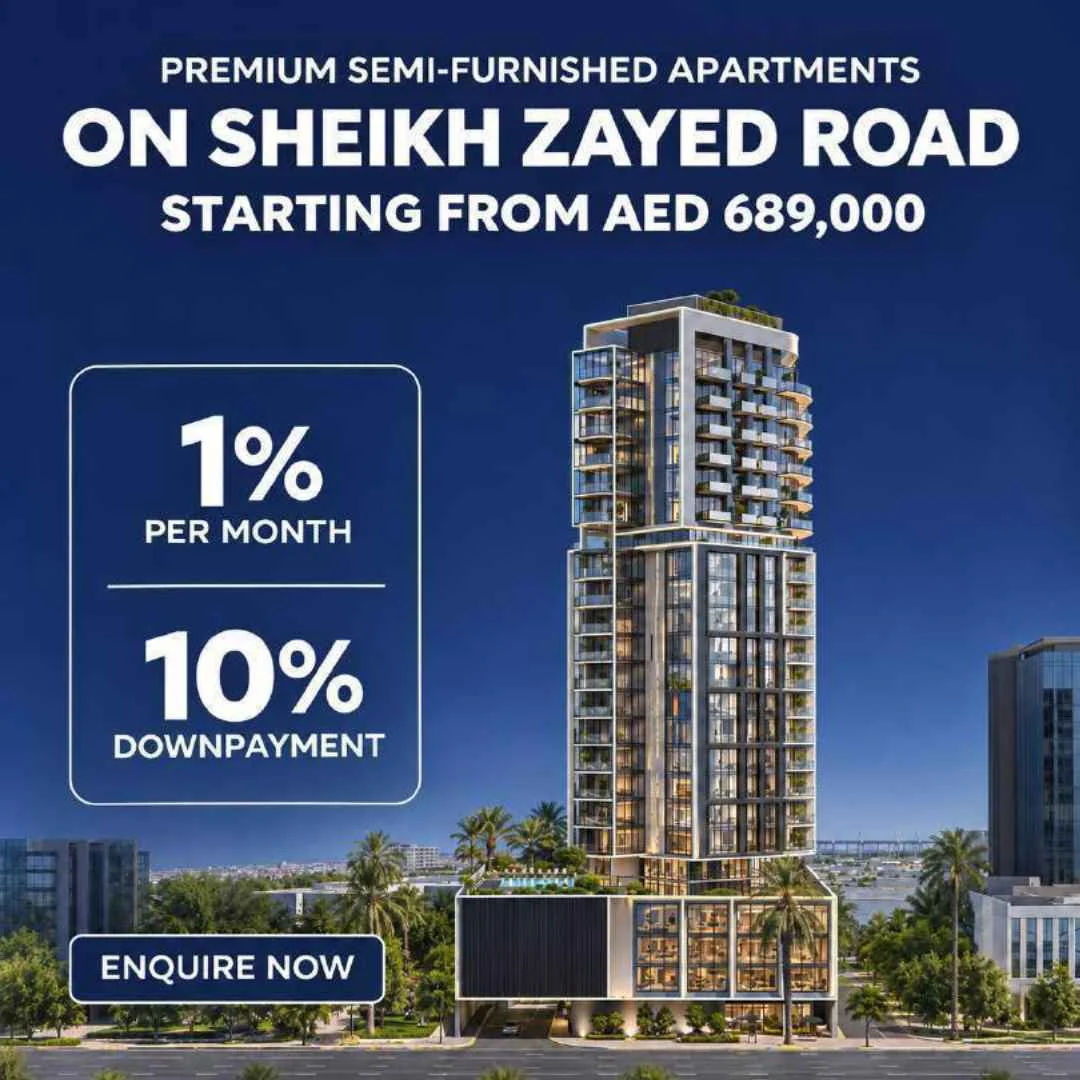 PREMIUM SEMI-FURNISHED APARTMENTS
ON SHEIKH ZAYED ROAD
STARTING FROM AED 689,000
1%
PER MONTH
10%
DOWNPAYMENT
ENQUIRE NOW